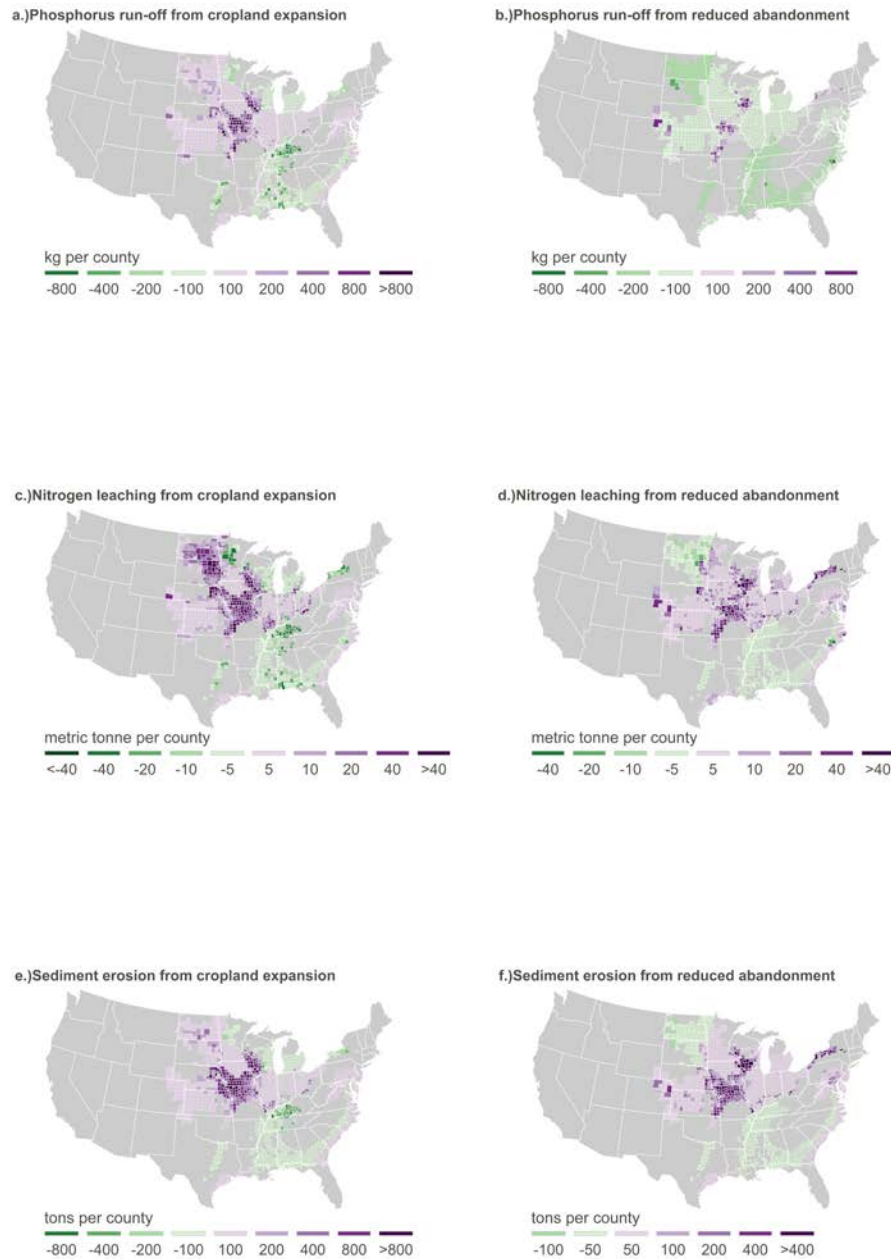 a.)Phosphorus run-off from cropland expansion
b.)Phosphorus run-off from reduced abandonment
kg per county
-800 -400 -200 -100 100 200 400 800 >800
kg per county
-800 -400 -200 -100 100 200 400 800
c.)Nitrogen leaching from cropland expansion
d.)Nitrogen leaching from reduced abandonment
metric tonne per county
<-40 -40 -20 -10 -5 5 10 20 40 >40
metric tonne per county
-40 -20 -10 -5 5 10 20 40 >40
e.)Sediment erosion from cropland expansion
f.)Sediment erosion from reduced abandonment
tons per county
-800 -400 -200 -100 100 200 400 800 >800
tons per county
-100 -50 50 100 200 400 >400